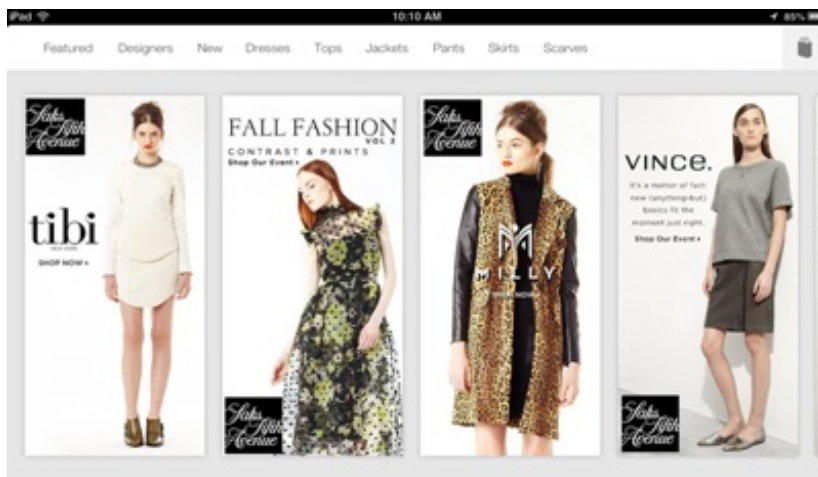 iPad 10:10 AM 85%
Featured Designers New Dresses Tops Jackets Pants Skirts Scarves
Saks
Fifth
Avenue
tibi
NEW YORK
SHOP NOW
FALL FASHION
VOL 2
CONTRAST & PRINTS
Shop Our Event
Saks
Fifth
Avenue
Saks
Fifth
Avenue
MILLY
SHOP NOW
VINCE.
It's a matter of fact:
new (anything-but)
basics fit the
moment just right.
Shop Our Event
Saks
Fifth
Avenue